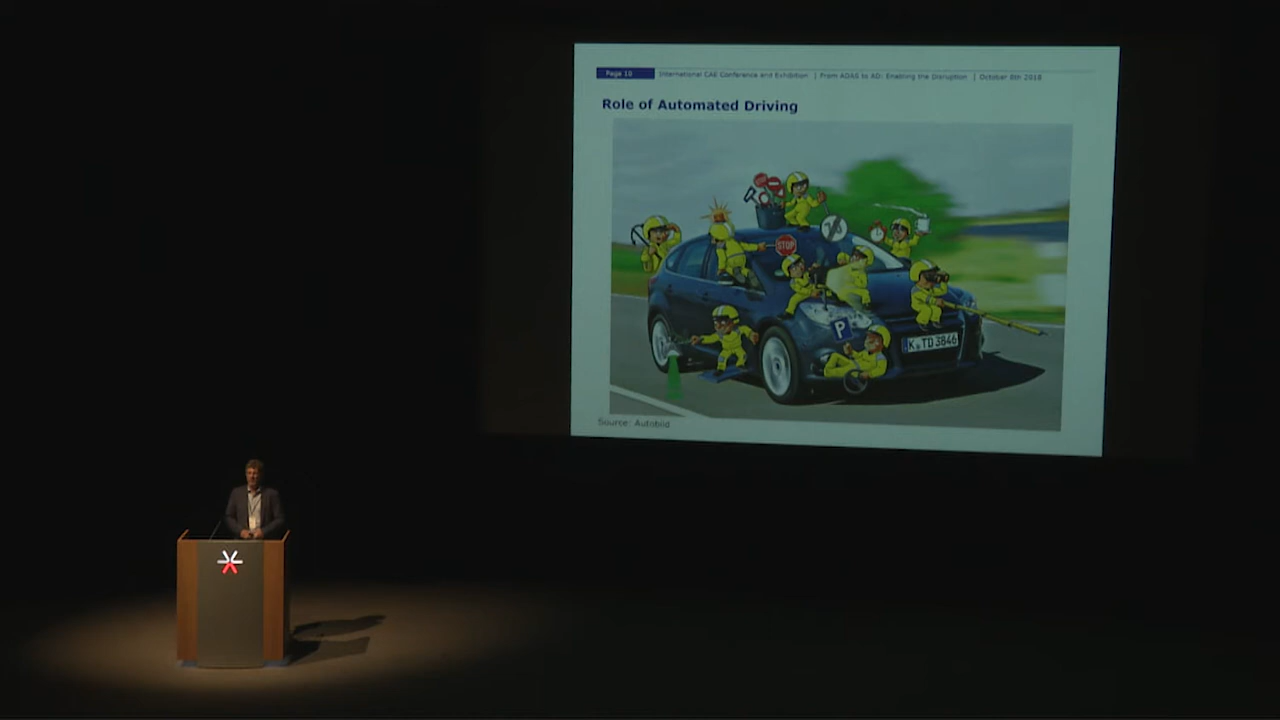 Page 10 International CAE Conference and Exhibition | From ADAS to AD: Enabling the Disruption | October 8th 2018
Role of Automated Driving
STOP
P
K TD 3846
Source: Autobild